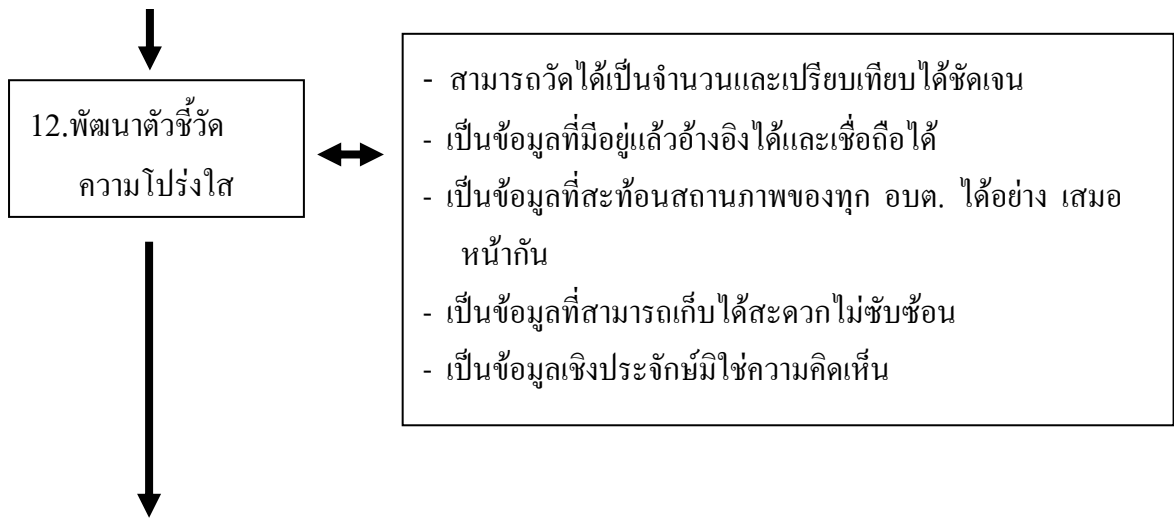 12.พัฒนาตัวชี้วัด
ความโปร่งใส
- สามารถวัดได้เป็นจำนวนและเปรียบเทียบได้ชัดเจน
- เป็นข้อมูลที่มีอยู่แล้วอ้างอิงได้และเชื่อถือได้
- เป็นข้อมูลที่สะท้อนสถานภาพของทุก อบต. ได้อย่าง เสมอ
หน้ากัน
- เป็นข้อมูลที่สามารถเก็บได้สะดวกไม่ซับซ้อน
- เป็นข้อมูลเชิงประจักษ์มิใช่ความคิดเห็น